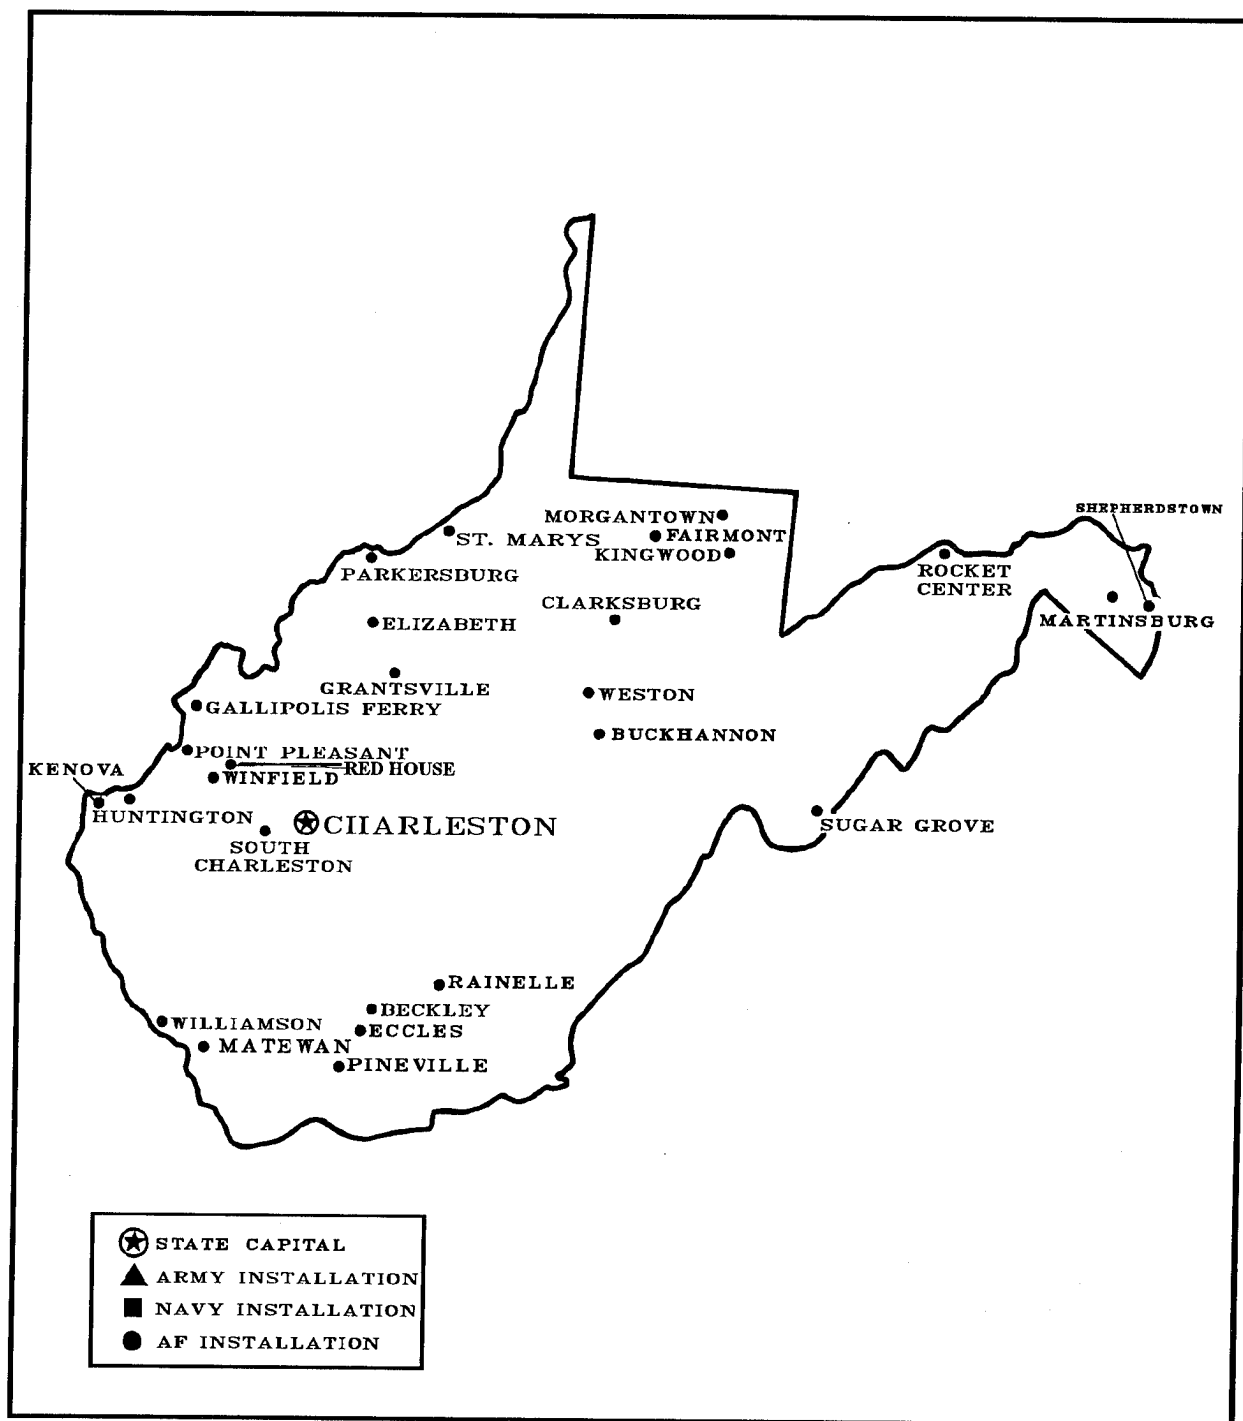 SHEPHERDSTOWN
MORGANTOWN
FAIRMONT
ST. MARYS
KINGWOOD
PARKERSBURG
ROCKET
CENTER
CLARKSBURG
ELIZABETH
MARTINSBURG
GRANTSVILLE
WESTON
GALLIPOLIS FERRY
BUCKHANNON
POINT PLEASANT
KENOVA
RED HOUSE
WINFIELD
HUNTINGTON
CHARLESTON
SUGAR GROVE
SOUTH
CHARLESTON
RAINELLE
BECKLEY
WILLIAMSON
ECCLES
MATEWAN
PINEVILLE
STATE CAPITAL
ARMY INSTALLATION
NAVY INSTALLATION
AF INSTALLATION